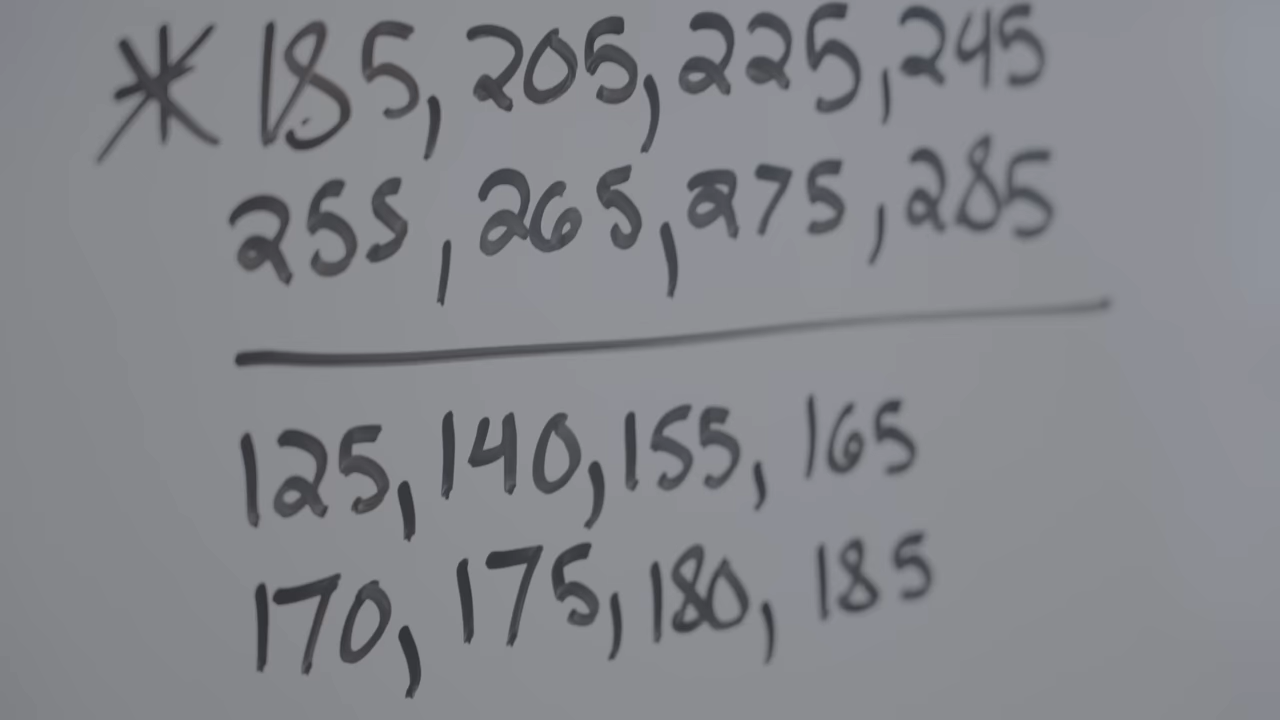 * 185, 205, 225, 245
255, 265, 275, 285
125, 140, 155, 165
170, 175, 180, 185